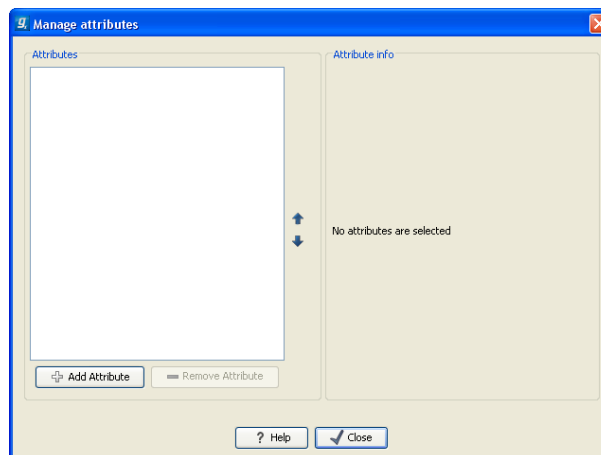 Manage attributes
Attributes
Attribute info
No attributes are selected
Add Attribute
Remove Attribute
? Help
Close